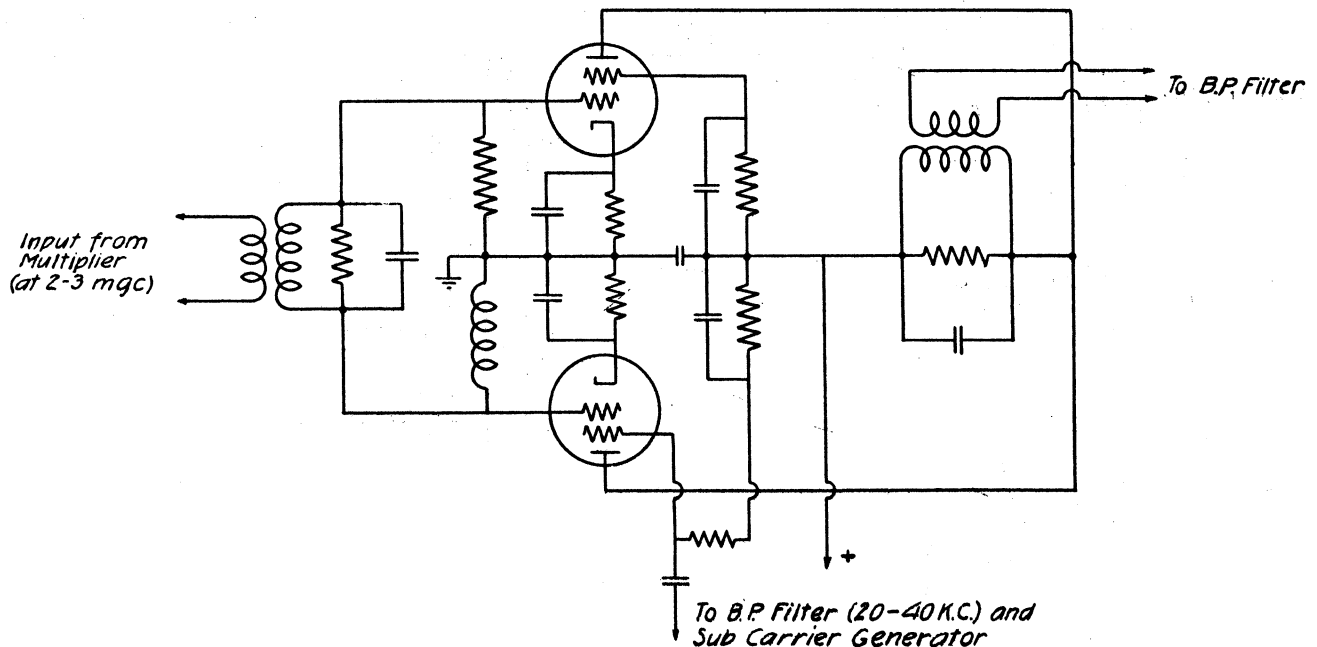 To B.P. Filter
Input from
Multiplier
(at 2-3 mgc)
+
To B.P. Filter (20-40 K.C.) and
Sub Carrier Generator